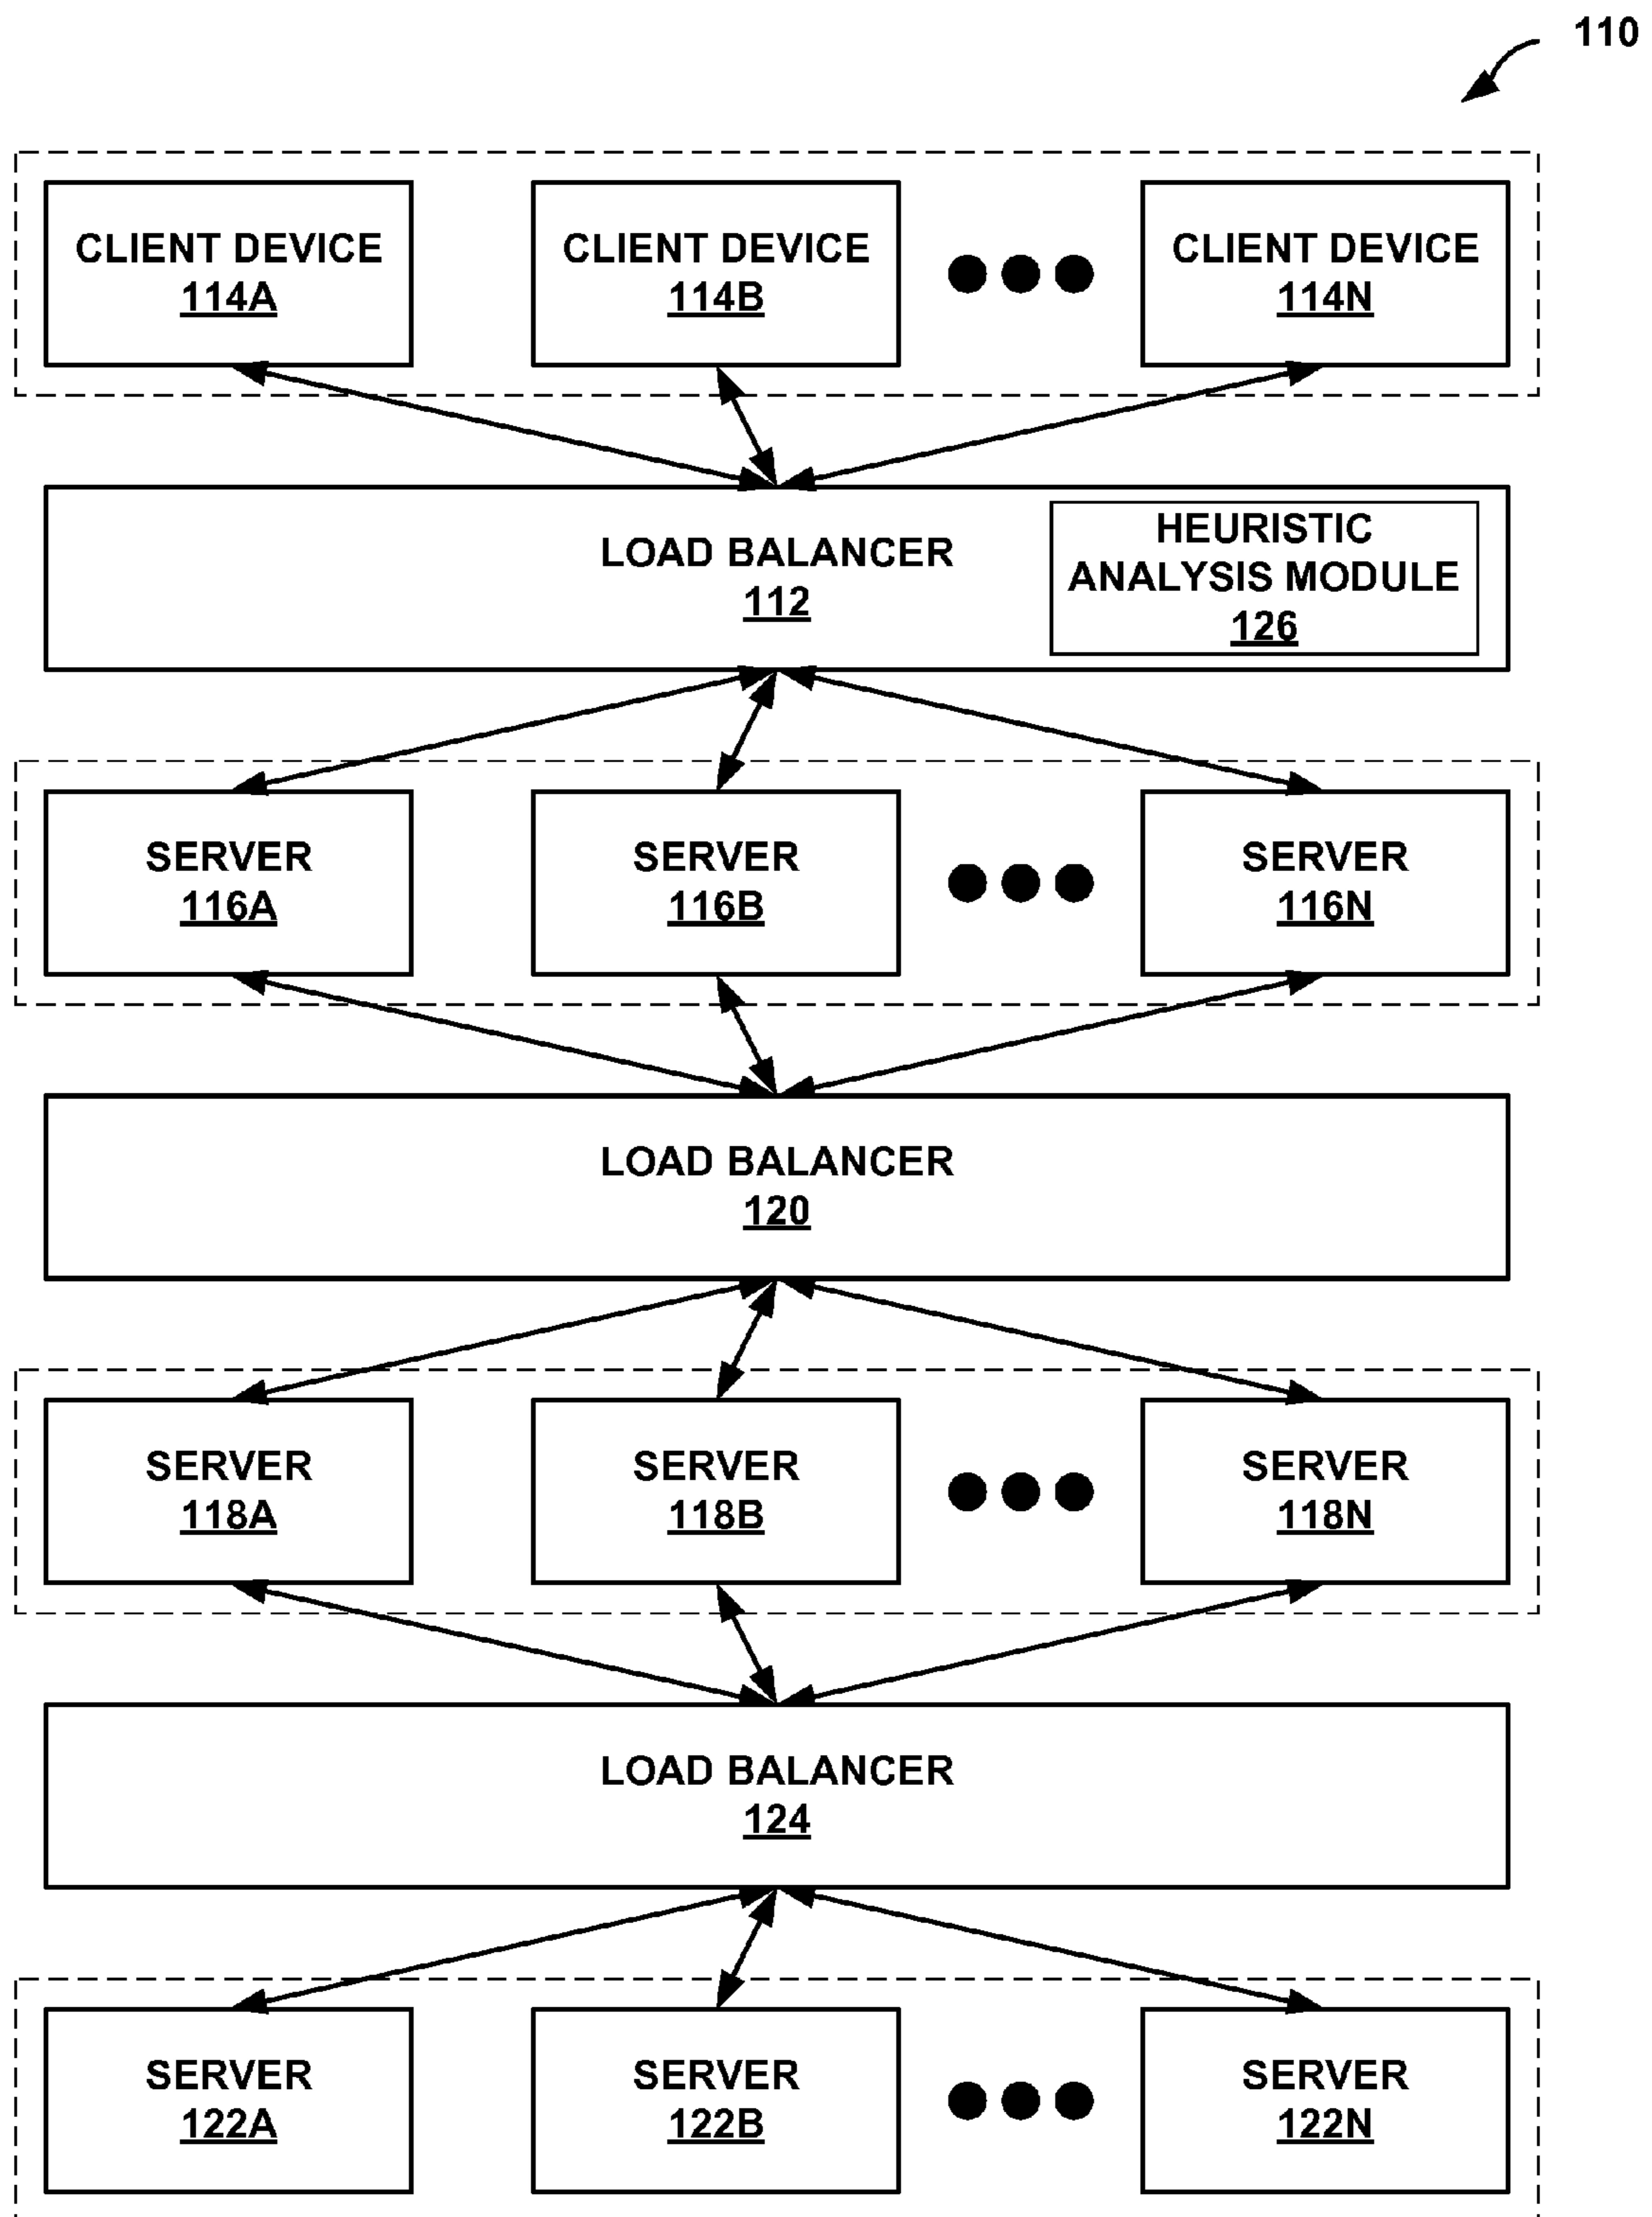 110
CLIENT DEVICE
114A
CLIENT DEVICE
114B
CLIENT DEVICE
114N
LOAD BALANCER
112
HEURISTIC
ANALYSIS MODULE
126
SERVER
116A
SERVER
116B
SERVER
116N
LOAD BALANCER
120
SERVER
118A
SERVER
118B
SERVER
118N
LOAD BALANCER
124
SERVER
122A
SERVER
122B
SERVER
122N